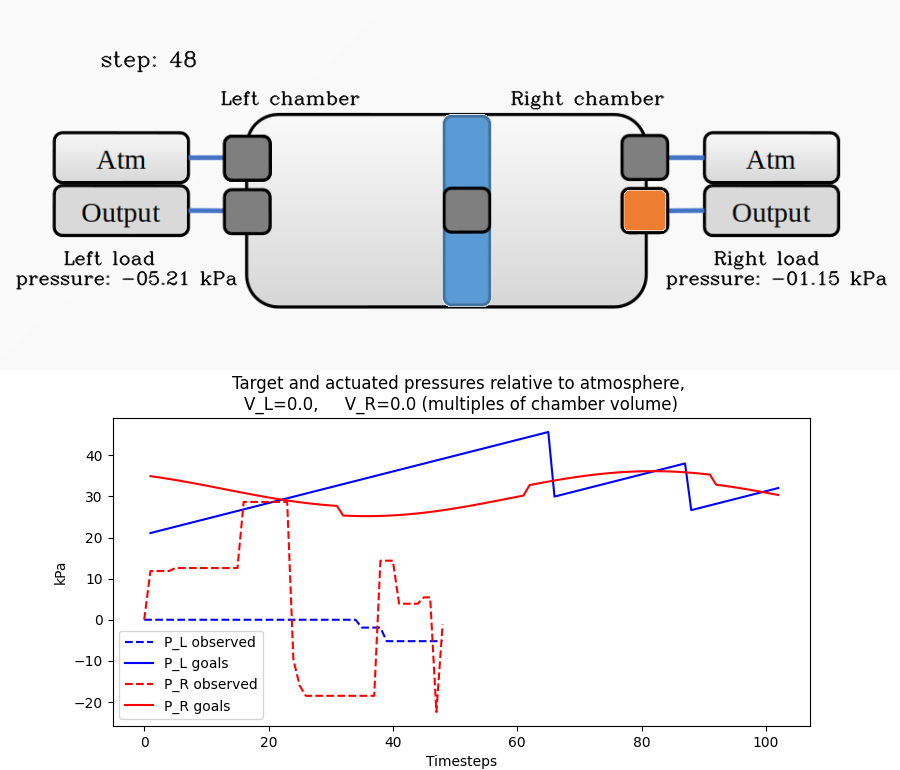 step: 48
Left chamber
Right chamber
Atm
Atm
Output
Output
Left load
pressure: -05.21 kPa
Right load
pressure: -01.15 kPa
Target and actuated pressures relative to atmosphere,
V_L=0.0, V_R=0.0 (multiples of chamber volume)
kPa
40
30
20
10
0
−10
−20
P_L observed
P_L goals
P_R observed
P_R goals
0 20 40 60 80 100
Timesteps